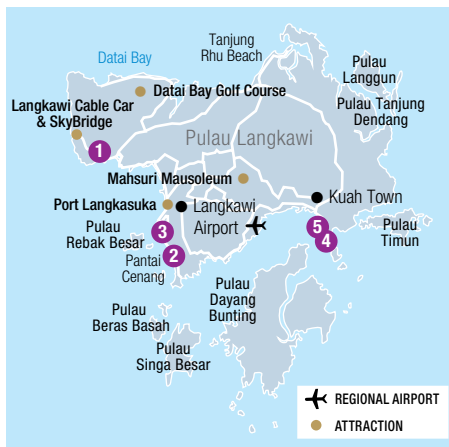 Tanjung
Rhu Beach
Datai Bay
Pulau
Langgun
Datai Bay Golf Course
Pulau Tanjung
Dendang
Langkawi Cable Car
& SkyBridge
Pulau Langkawi
1
Mahsuri Mausoleum
Port Langkasuka
Kuah Town
Langkawi
Airport
Pulau
Rebak Besar
3
5
4
Pulau
Timun
Pantai
Cenang
2
Pulau
Dayang
Bunting
Pulau
Beras Basah
Pulau
Singa Besar
REGIONAL AIRPORT
ATTRACTION